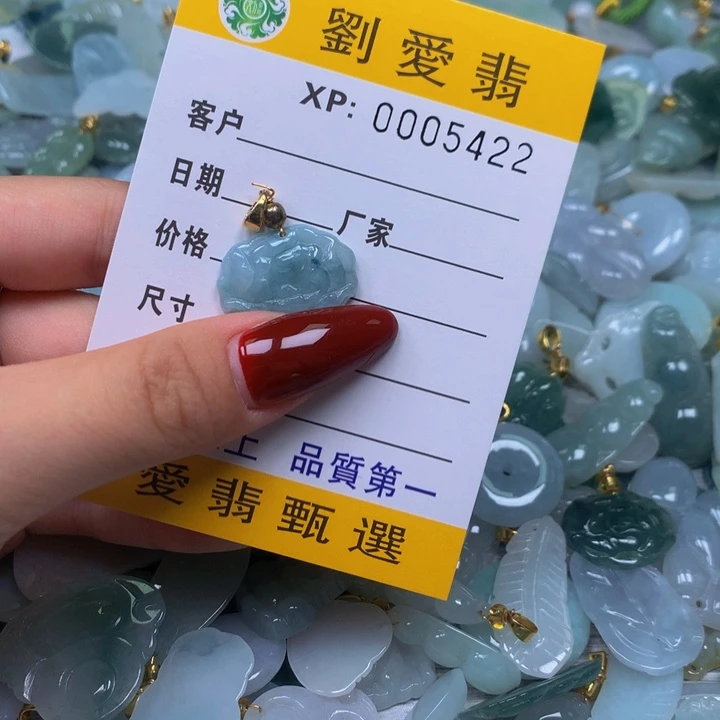 劉愛翡
XP: 0005422
客户
日期 厂家
价格
尺寸
上 品質第一
愛翡甄選